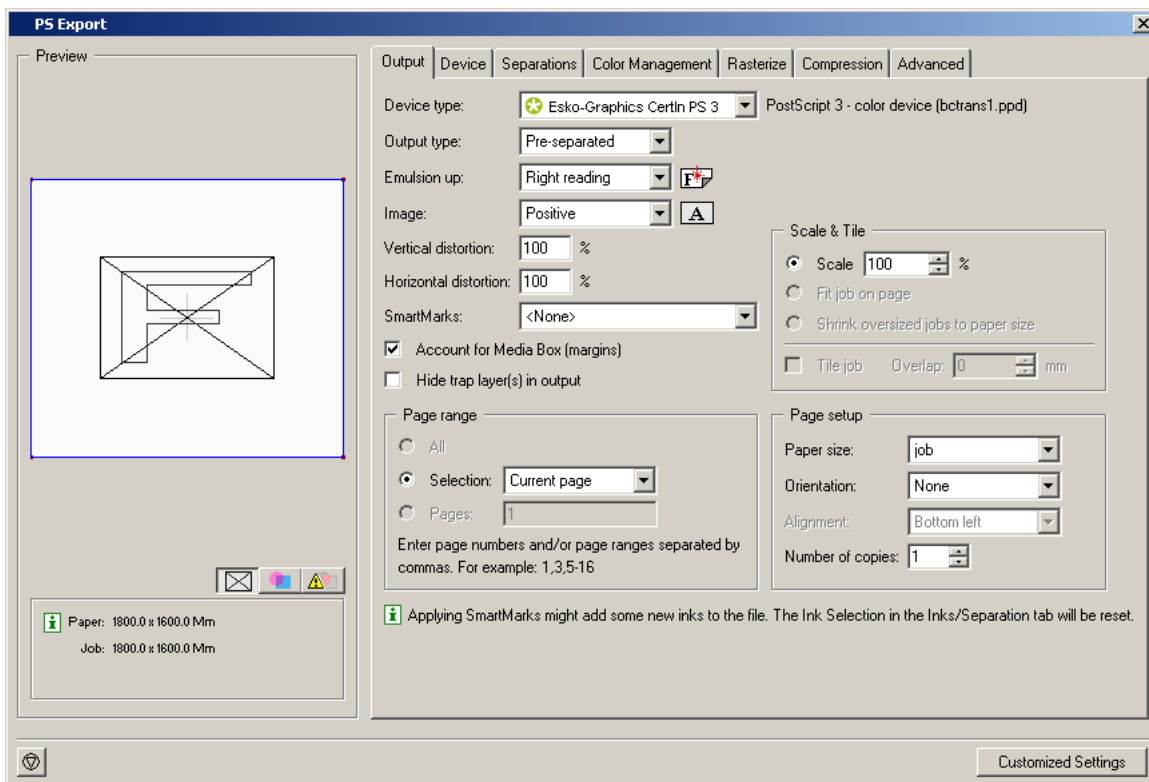 PS Export
Preview
Output Device Separations Color Management Rasterize Compression Advanced
Device type: Esko-Graphics CertIn PS 3 PostScript 3 - color device (bctrans1.ppd)
Output type: Pre-separated
Emulsion up: Right reading F
Image: Positive A
Vertical distortion: 100 %
Horizontal distortion: 100 %
SmartMarks: <None>
Account for Media Box (margins)
Hide trap layer(s) in output
Scale & Tile
Scale 100 %
Fit job on page
Shrink oversized jobs to paper size
Tile job Overlap: 0 mm
Page range
All
Selection: Current page
Pages: 1
Enter page numbers and/or page ranges separated by
commas. For example: 1,3,5-16
Page setup
Paper size: job
Orientation: None
Alignment: Bottom left
Number of copies: 1
Applying SmartMarks might add some new inks to the file. The Ink Selection in the Inks/Separation tab will be reset.
Paper: 1800.0 x 1600.0 Mm
Job: 1800.0 x 1600.0 Mm
Customized Settings